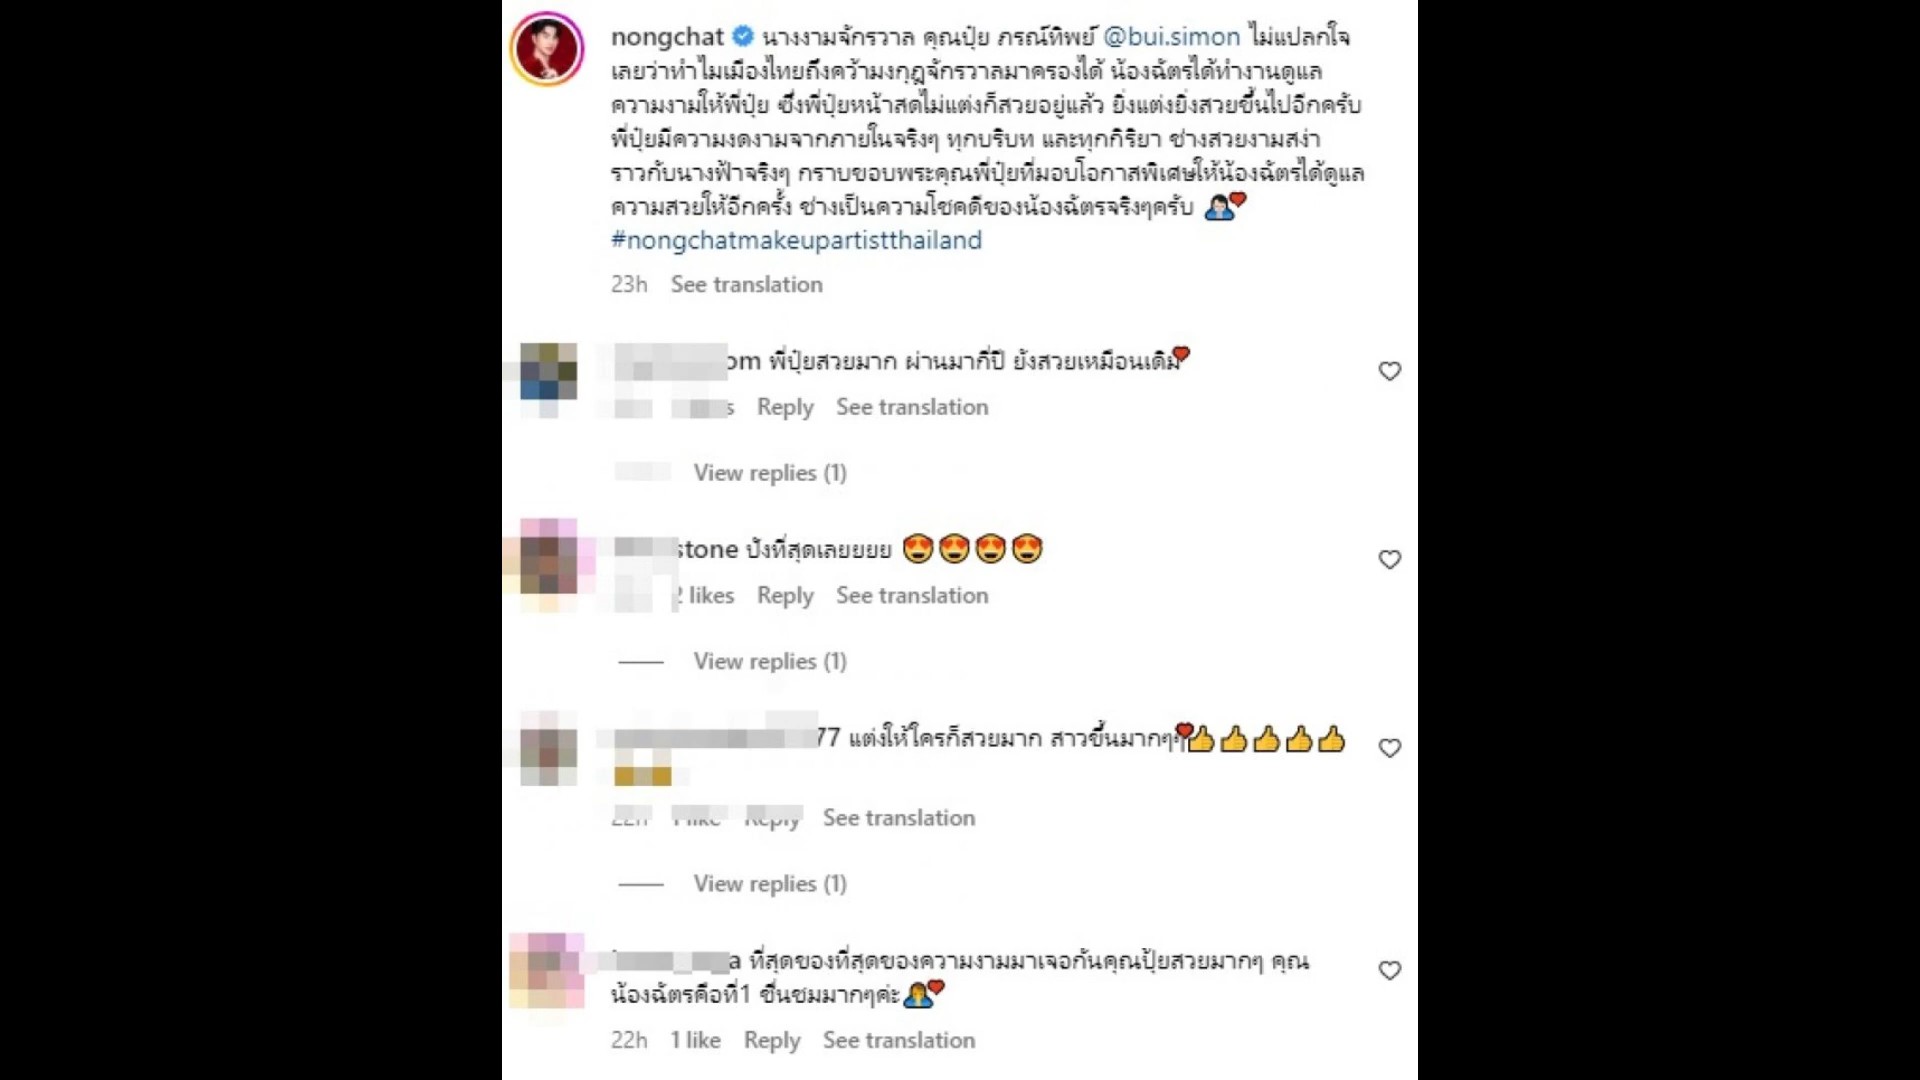 nongchat นางงามจักรวาล คุณปุ๋ย ภรณ์ทิพย์ @bui.simon ไม่แปลกใจ
เลยว่าทำไมเมืองไทยถึงคว้ามงกุฎจักรวาลมาครองได้ น้องฉัตรได้ทำงานดูแล
ความงามให้พี่ปุ๋ย ซึ่งพี่ปุ๋ยหน้าสดไม่แต่งก็สวยอยู่แล้ว ยิ่งแต่งยิ่งสวยขึ้นไปอีกครับ
พี่ปุ๋ยมีความงดงามจากภายในจริงๆ ทุกบริบท และทุกกิริยา ช่างสวยงามสง่า
ราวกับนางฟ้าจริงๆ กราบขอบพระคุณพี่ปุ๋ยที่มอบโอกาสพิเศษให้น้องฉัตรได้ดูแล
ความสวยให้อีกครั้ง ช่างเป็นความโชคดีของน้องฉัตรจริงๆครับ 🙇🏻‍♂️❤️
#nongchatmakeupartistthailand
23h See translation
om พี่ปุ๋ยสวยมาก ผ่านมากี่ปี ยังสวยเหมือนเดิม❤️
s Reply See translation
View replies (1)
stone ปังที่สุดเลยยยย 😍😍😍😍
2 likes Reply See translation
View replies (1)
77 แต่งให้ใครก็สวยมาก สาวขึ้นมากๆๆ❤️👍👍👍👍👍
22h 1 like Reply See translation
View replies (1)
a ที่สุดของที่สุดของความงามมาเจอกันคุณปุ้ยสวยมากๆ คุณ
น้องฉัตรคือที่1 ชื่นชมมากๆค่ะ🙇‍♀️❤️
22h 1 like Reply See translation